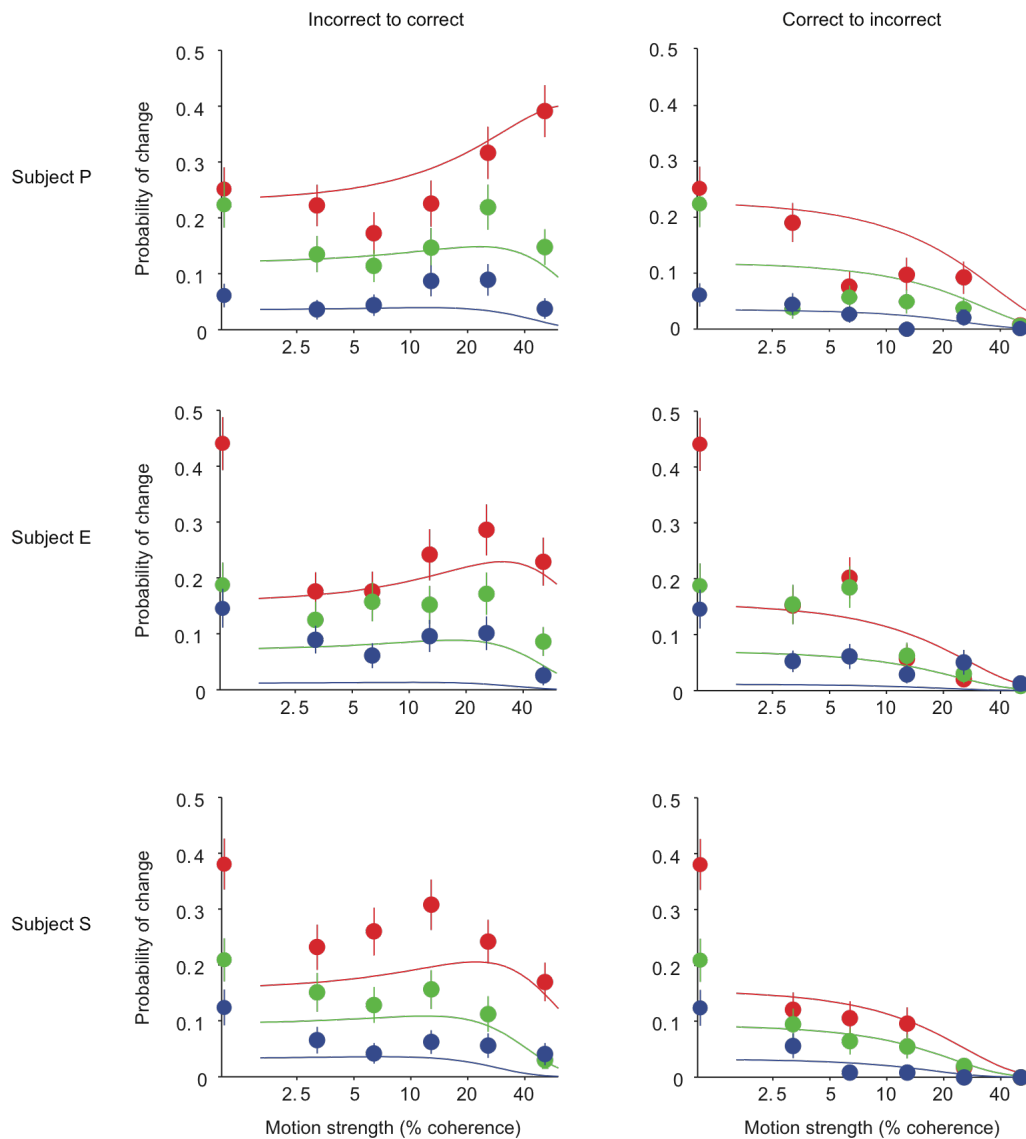 Incorrect to correct
Correct to incorrect
Subject P
Probability of change
0.5
0.4
0.3
0.2
0.1
0
2.5 5 10 20 40
0.5
0.4
0.3
0.2
0.1
0
2.5 5 10 20 40
Subject E
Probability of change
0.5
0.4
0.3
0.2
0.1
0
2.5 5 10 20 40
0.5
0.4
0.3
0.2
0.1
0
2.5 5 10 20 40
Subject S
Probability of change
0.5
0.4
0.3
0.2
0.1
0
2.5 5 10 20 40
Motion strength (% coherence)
0.5
0.4
0.3
0.2
0.1
0
2.5 5 10 20 40
Motion strength (% coherence)